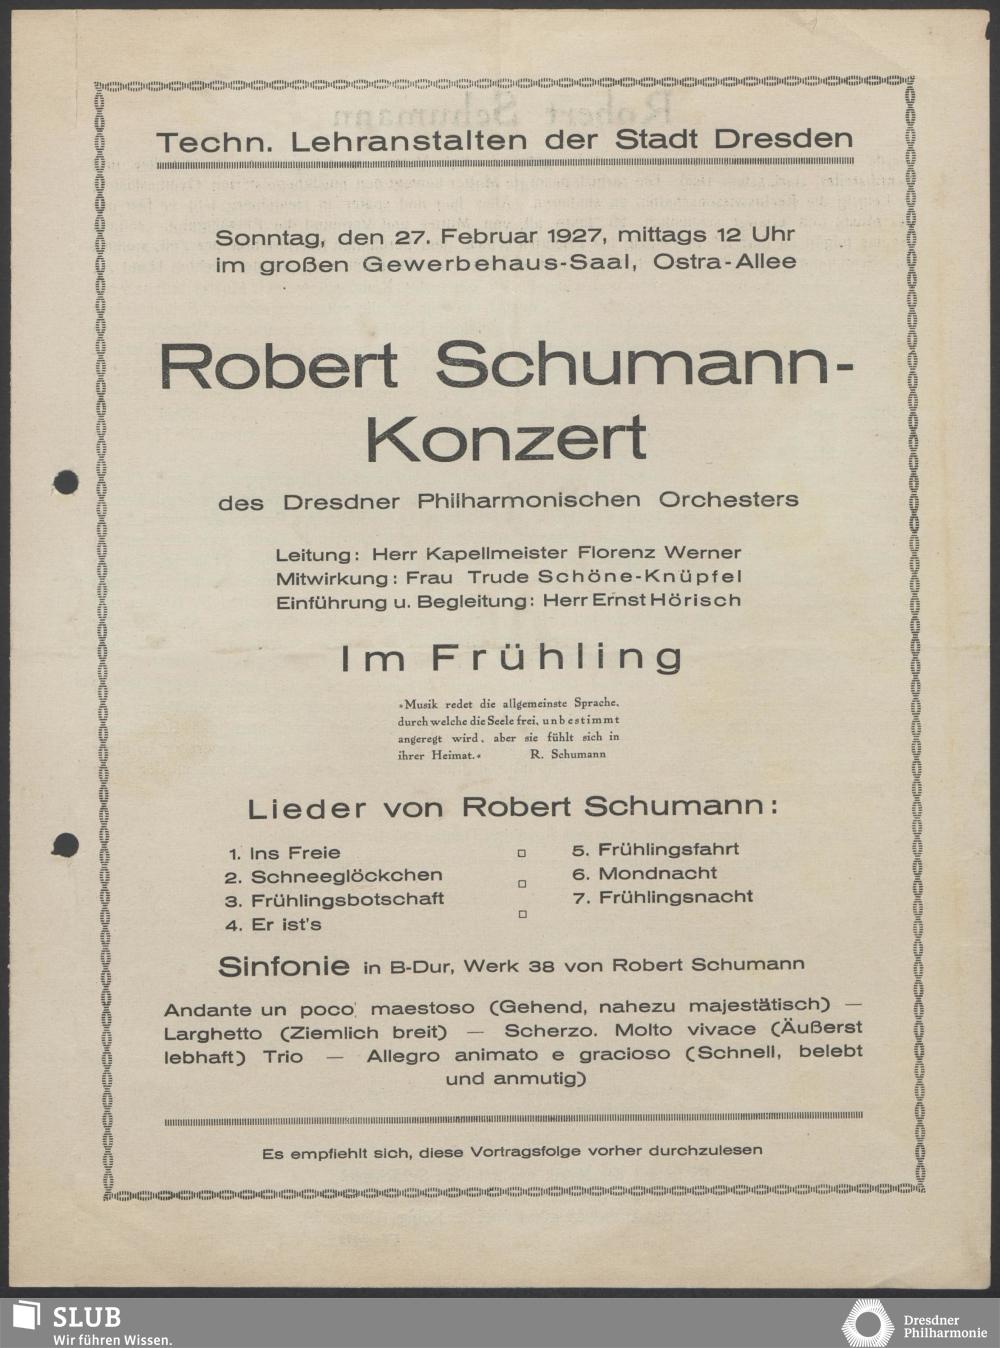 Techn. Lehranstalten der Stadt Dresden
Sonntag, den 27. Februar 1927, mittags 12 Uhr
im großen Gewerbehaus-Saal, Ostra-Allee
Robert Schumann-
Konzert
des Dresdner Philharmonischen Orchesters
Leitung: Herr Kapellmeister Florenz Werner
Mitwirkung: Frau Trude Schöne-Knüpfel
Einführung u. Begleitung: Herr Ernst Hörisch
Im Frühling
»Musik redet die allgemeinste Sprache,
durch welche die Seele frei, unbestimmt
angeregt wird, aber sie fühlt sich in
ihrer Heimat.« R. Schumann
Lieder von Robert Schumann:
1. Ins Freie
2. Schneeglöckchen
3. Frühlingsbotschaft
4. Er ist's
5. Frühlingsfahrt
6. Mondnacht
7. Frühlingsnacht
Sinfonie in B-Dur, Werk 38 von Robert Schumann
Andante un poco maestoso (Gehend, nahezu majestätisch) —
Larghetto (Ziemlich breit) — Scherzo. Molto vivace (Äußerst
lebhaft) Trio — Allegro animato e gracioso (Schnell, belebt
und anmutig)
Es empfiehlt sich, diese Vortragsfolge vorher durchzulesen
SLUB
Wir führen Wissen.
Dresdner
Philharmonie